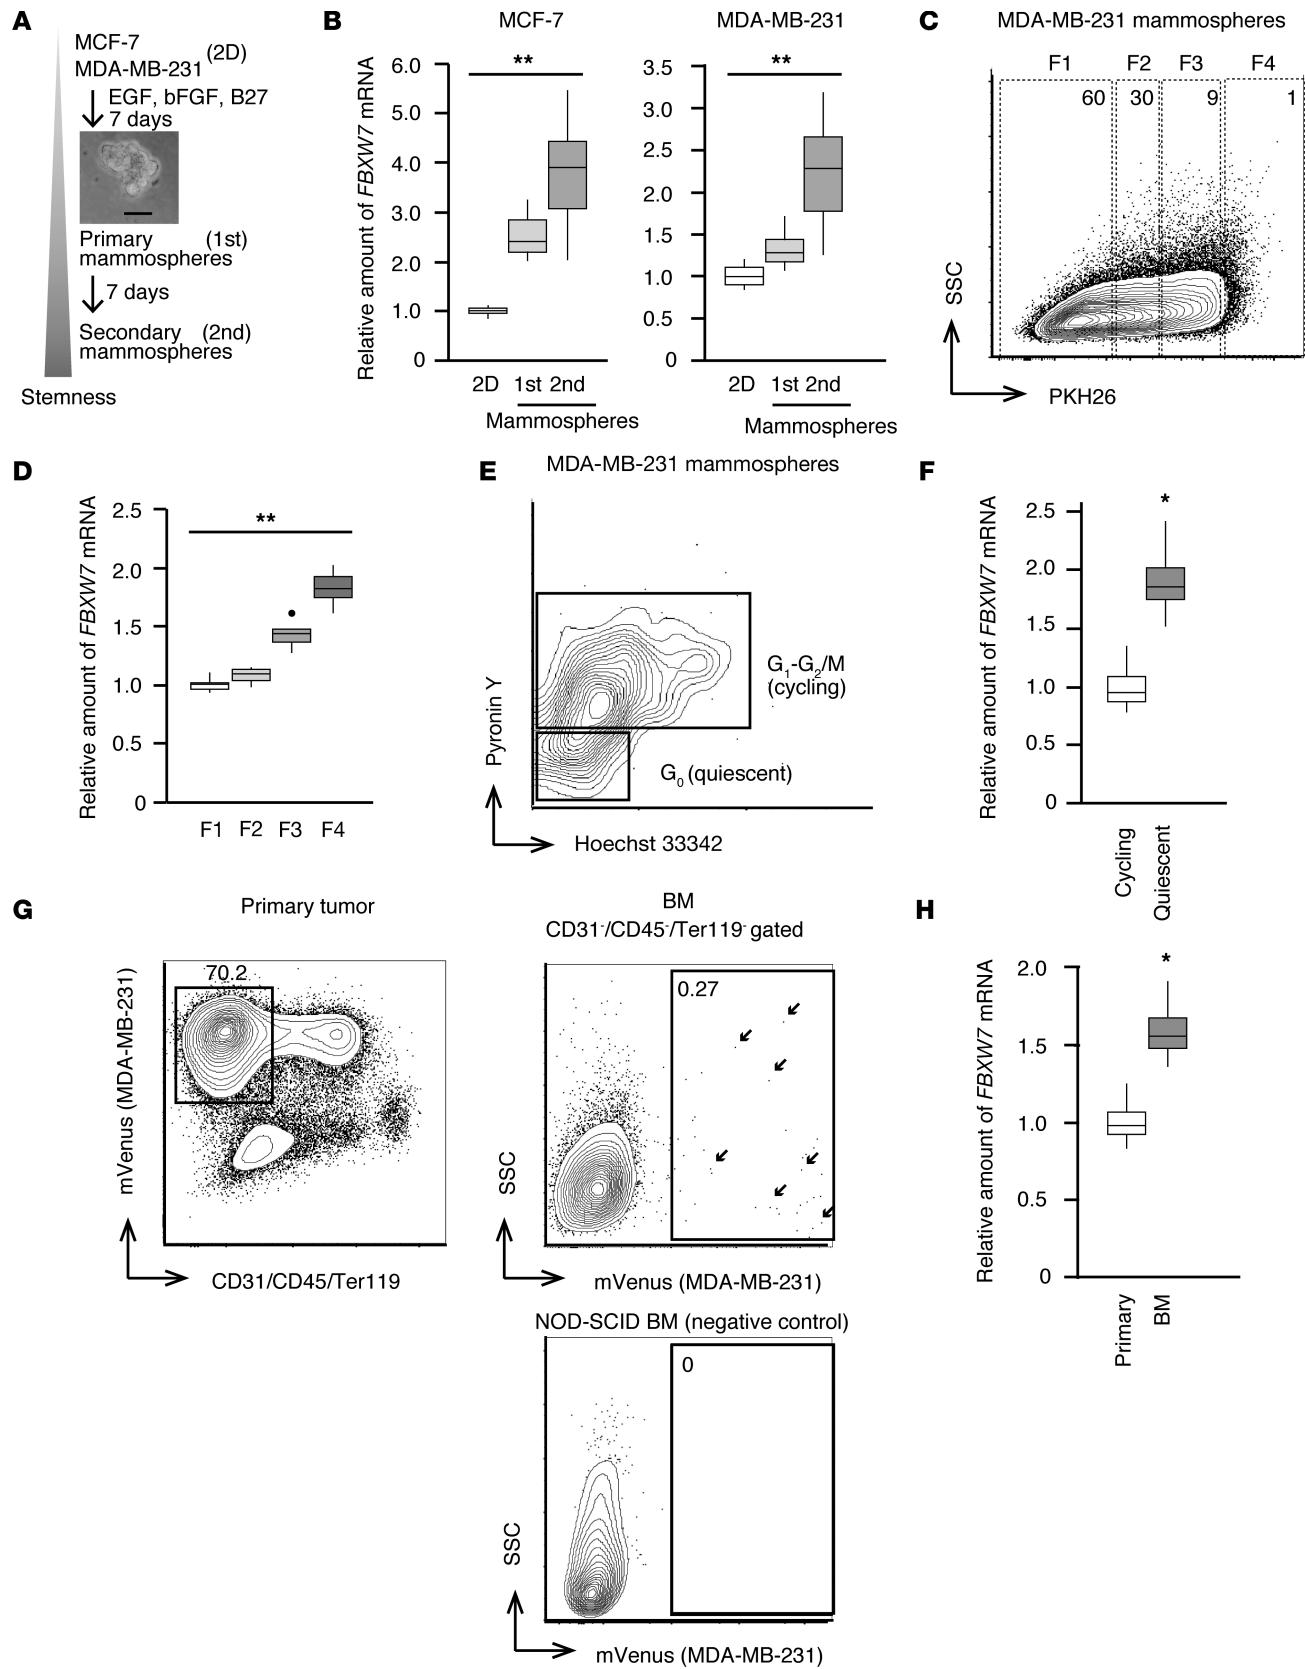 A
MCF-7
MDA-MB-231
(2D)
EGF, bFGF, B27
7 days
Primary (1st)
mammospheres
7 days
Secondary (2nd)
mammospheres
Stemness
B
MCF-7
Relative amount of FBXW7 mRNA
**
6.0
5.0
4.0
3.0
2.0
1.0
0
2D 1st 2nd
Mammospheres
MDA-MB-231
**
3.5
3.0
2.5
2.0
1.5
1.0
0.5
0
2D 1st 2nd
Mammospheres
C
MDA-MB-231 mammospheres
F1 F2 F3 F4
60 30 9 1
SSC
PKH26
D
Relative amount of FBXW7 mRNA
**
2.5
2.0
1.5
1.0
0.5
0
F1 F2 F3 F4
E
MDA-MB-231 mammospheres
Pyronin Y
G1-G2/M
(cycling)
G0 (quiescent)
Hoechst 33342
F
Relative amount of FBXW7 mRNA
*
2.5
2.0
1.5
1.0
0.5
0
Cycling
Quiescent
G
Primary tumor
mVenus (MDA-MB-231)
70.2
CD31/CD45/Ter119
BM
CD31-/CD45-/Ter119- gated
0.27
SSC
mVenus (MDA-MB-231)
NOD-SCID BM (negative control)
0
SSC
mVenus (MDA-MB-231)
H
Relative amount of FBXW7 mRNA
*
2.0
1.5
1.0
0.5
0
Primary
BM